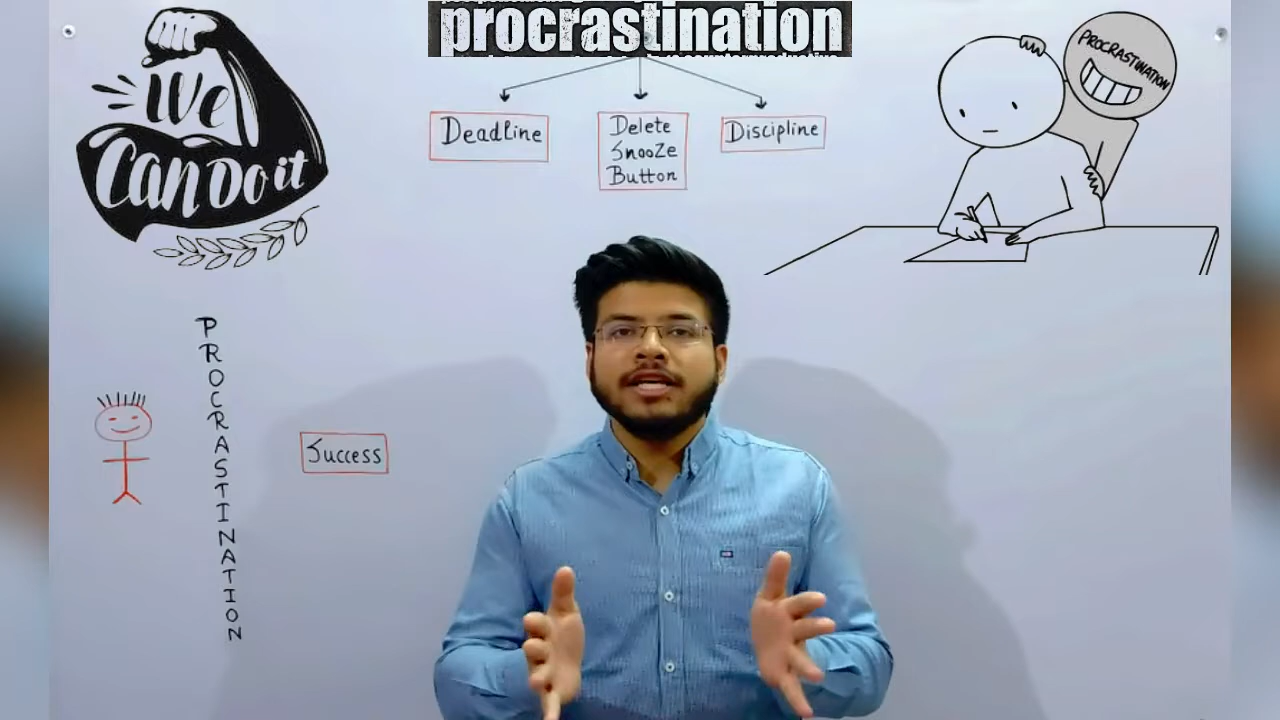 procrastination
We
Can Do it
PROCRASTINATION
Deadline
Delete
Snooze
Button
Discipline
PROCRASTINATION
Success